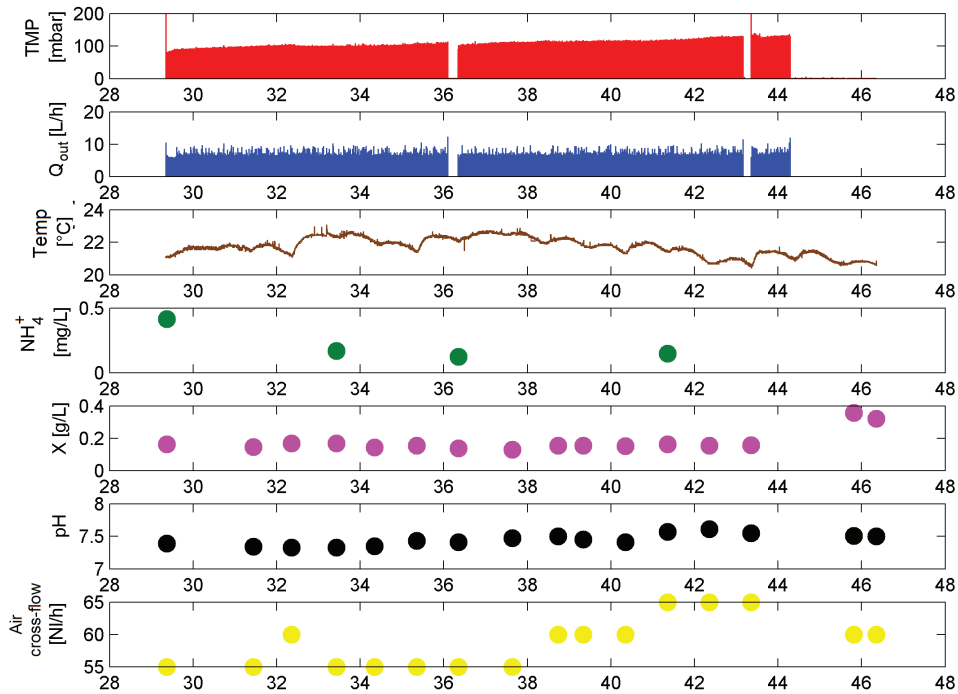 TMP
[mbar]
200
100
0
28 30 32 34 36 38 40 42 44 46 48
Q_out [L/h]
20
10
0
28 30 32 34 36 38 40 42 44 46 48
Temp
[°C]
24
22
20
28 30 32 34 36 38 40 42 44 46 48
NH₄⁺
[mg/L]
0.5
0
28 30 32 34 36 38 40 42 44 46 48
X [g/L]
0.4
0.2
0
28 30 32 34 36 38 40 42 44 46 48
pH
8
7.5
7
28 30 32 34 36 38 40 42 44 46 48
Air
cross-flow
[Nl/h]
65
60
55
28 30 32 34 36 38 40 42 44 46 48